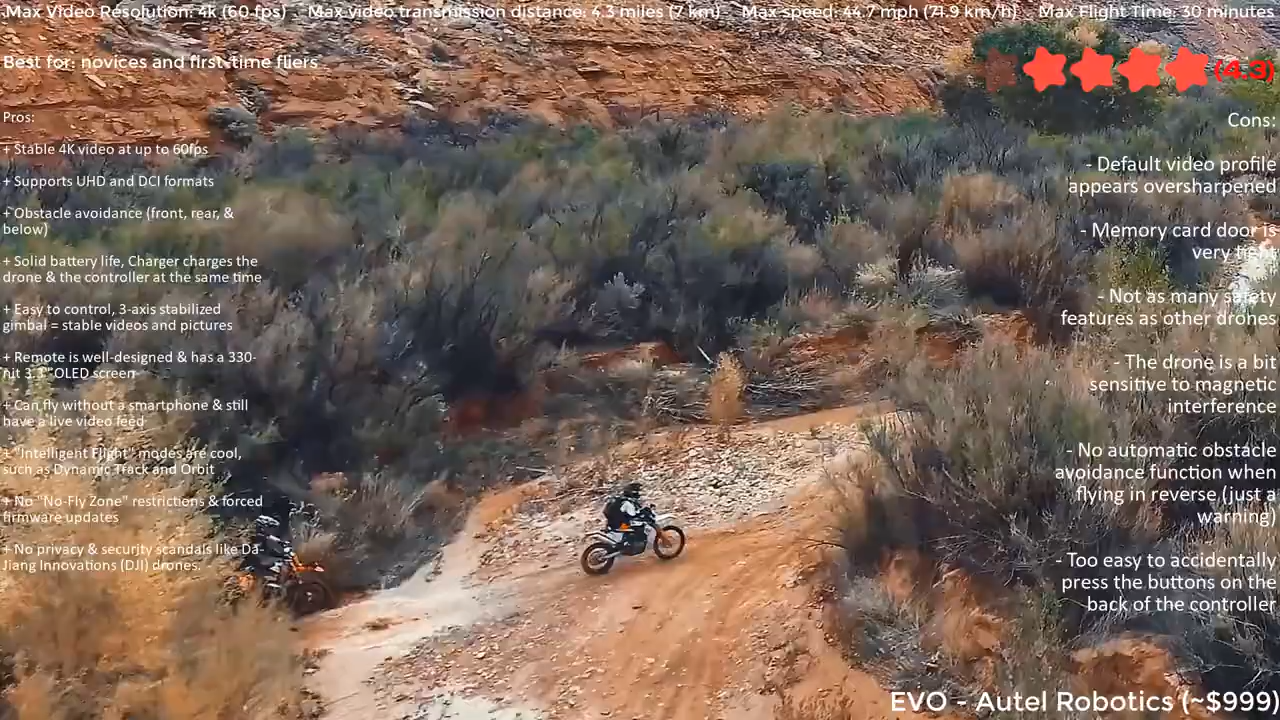 Max Video Resolution: 4k (60 fps) Max video transmission distance: 4.3 miles (7 km) Max speed: 44.7 mph (71.9 km/h) Max Flight Time: 30 minutes
Best for: novices and first-time fliers
(4.3)
Pros:
+ Stable 4K video at up to 60fps
+ Supports UHD and DCI formats
+ Obstacle avoidance (front, rear, &
below)
+ Solid battery life, Charger charges the
drone & the controller at the same time
+ Easy to control, 3-axis stabilized
gimbal = stable videos and pictures
+ Remote is well-designed & has a 330-
nit 3.3"OLED screen
+ Can fly without a smartphone & still
have a live video feed
+ "Intelligent Flight" modes are cool,
such as Dynamic Track and Orbit
+ No "No-Fly Zone" restrictions & forced
firmware updates
+ No privacy & security scandals like Da-
Jiang Innovations (DJI) drones.
Cons:
- Default video profile
appears oversharpened
- Memory card door is
very tight
- Not as many safety
features as other drones
- The drone is a bit
sensitive to magnetic
interference
- No automatic obstacle
avoidance function when
flying in reverse (just a
warning)
- Too easy to accidentally
press the buttons on the
back of the controller
EVO - Autel Robotics (~$999)